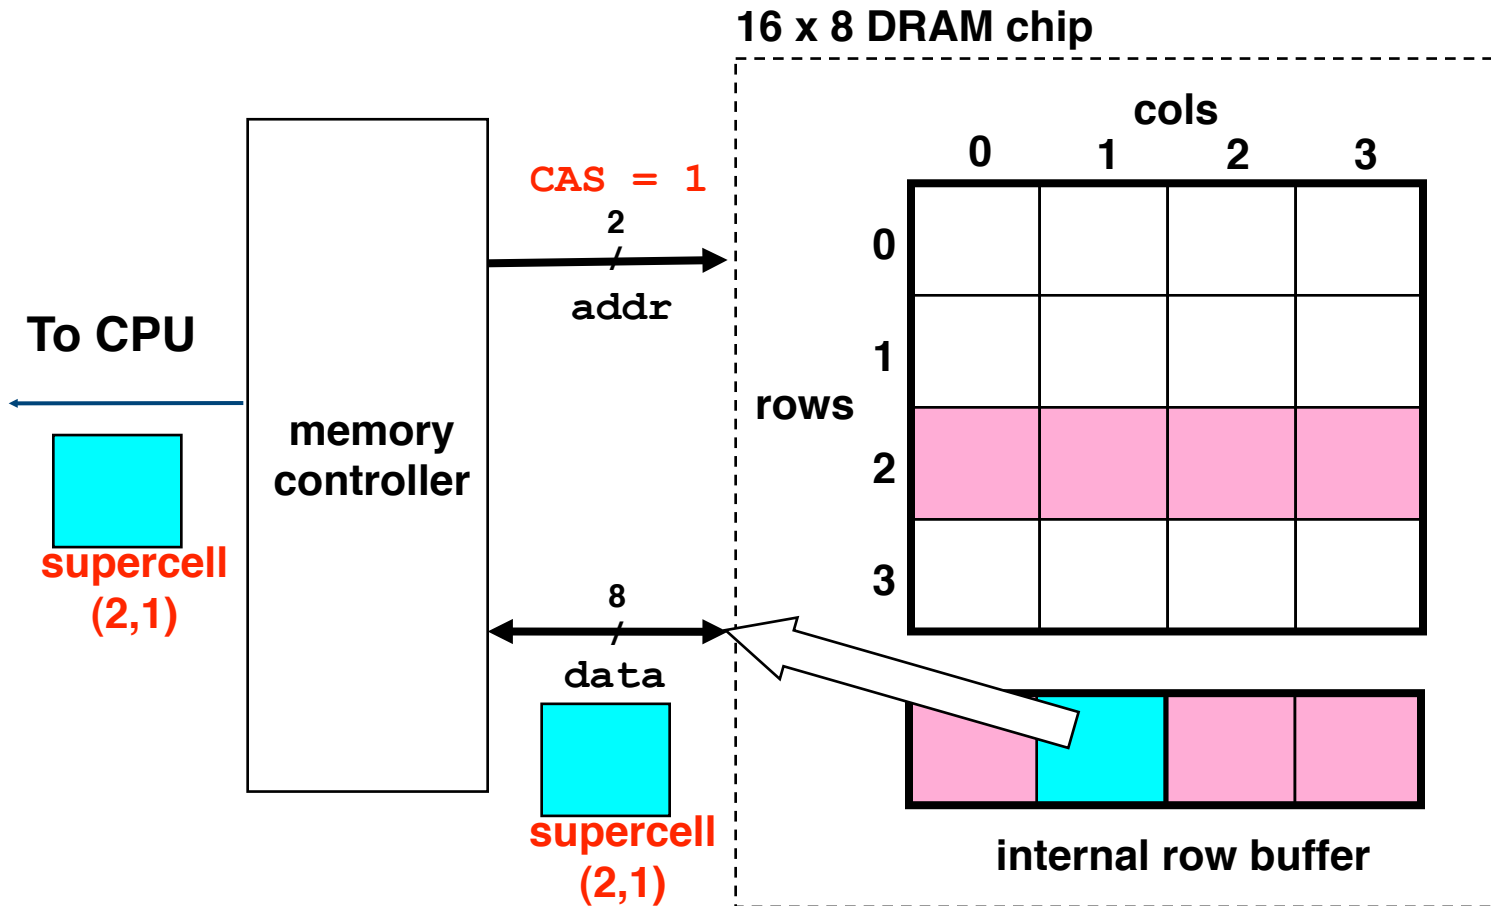 16 x 8 DRAM chip
cols
0 1 2 3
CAS = 1
2
addr
To CPU
memory
controller
rows
0
1
2
3
supercell
(2,1)
8
data
supercell
(2,1)
internal row buffer